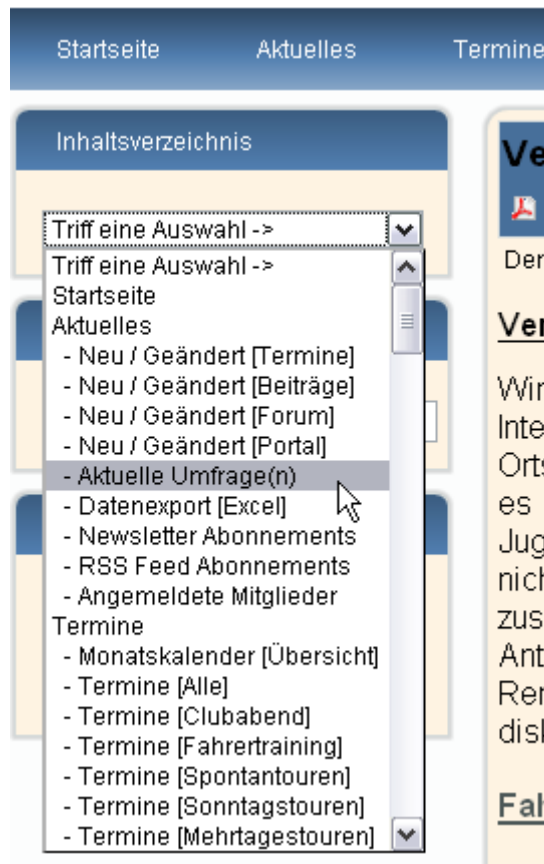 Startseite Aktuelles Termine
Inhaltsverzeichnis
Triff eine Auswahl ->
Triff eine Auswahl ->
Startseite
Aktuelles
- Neu / Geändert [Termine]
- Neu / Geändert [Beiträge]
- Neu / Geändert [Forum]
- Neu / Geändert [Portal]
- Aktuelle Umfrage(n)
- Datenexport [Excel]
- Newsletter Abonnements
- RSS Feed Abonnements
- Angemeldete Mitglieder
Termine
- Monatskalender [Übersicht]
- Termine [Alle]
- Termine [Clubabend]
- Termine [Fahrertraining]
- Termine [Spontantouren]
- Termine [Sonntagstouren]
- Termine [Mehrtagestouren]
es